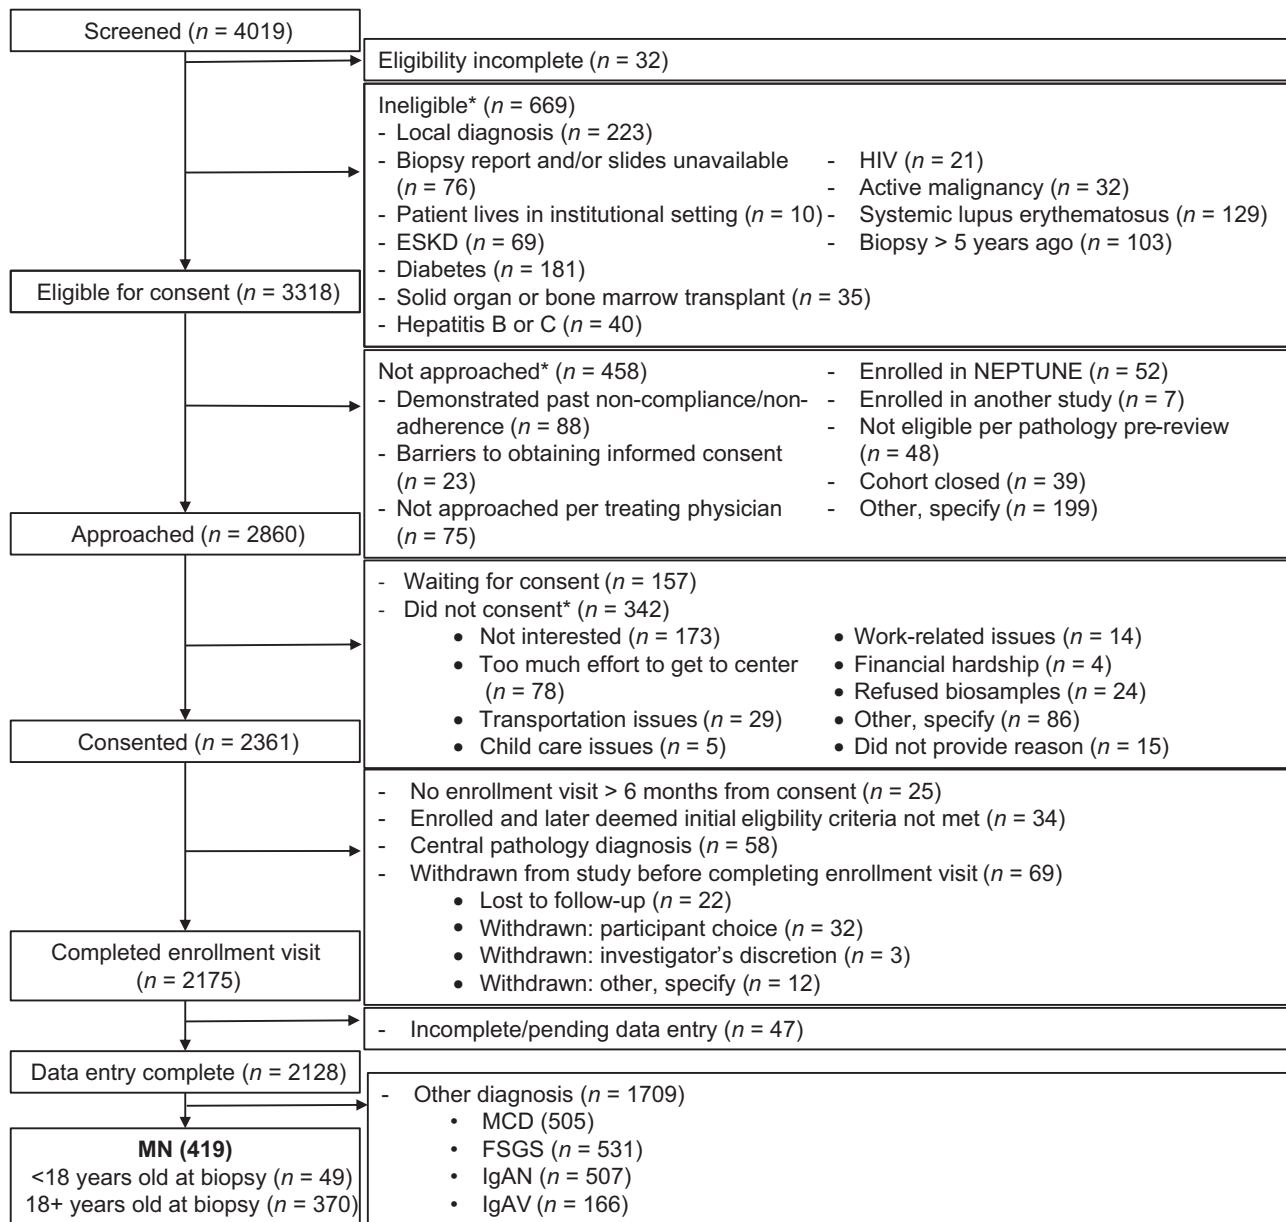 Screened (n = 4019)
Eligibility incomplete (n = 32)
Ineligible* (n = 669)
- Local diagnosis (n = 223)
- Biopsy report and/or slides unavailable
(n = 76)
- Patient lives in institutional setting (n = 10)
- ESKD (n = 69)
- Diabetes (n = 181)
- Solid organ or bone marrow transplant (n = 35)
- Hepatitis B or C (n = 40)
- HIV (n = 21)
- Active malignancy (n = 32)
- Systemic lupus erythematosus (n = 129)
- Biopsy > 5 years ago (n = 103)
Eligible for consent (n = 3318)
Not approached* (n = 458)
- Demonstrated past non-compliance/non-
adherence (n = 88)
- Barriers to obtaining informed consent
(n = 23)
- Not approached per treating physician
(n = 75)
- Enrolled in NEPTUNE (n = 52)
- Enrolled in another study (n = 7)
- Not eligible per pathology pre-review
(n = 48)
- Cohort closed (n = 39)
- Other, specify (n = 199)
Approached (n = 2860)
- Waiting for consent (n = 157)
- Did not consent* (n = 342)
• Not interested (n = 173)
• Too much effort to get to center
(n = 78)
• Transportation issues (n = 29)
• Child care issues (n = 5)
• Work-related issues (n = 14)
• Financial hardship (n = 4)
• Refused biosamples (n = 24)
• Other, specify (n = 86)
• Did not provide reason (n = 15)
Consented (n = 2361)
- No enrollment visit > 6 months from consent (n = 25)
- Enrolled and later deemed initial eligbility criteria not met (n = 34)
- Central pathology diagnosis (n = 58)
- Withdrawn from study before completing enrollment visit (n = 69)
• Lost to follow-up (n = 22)
• Withdrawn: participant choice (n = 32)
• Withdrawn: investigator's discretion (n = 3)
• Withdrawn: other, specify (n = 12)
Completed enrollment visit
(n = 2175)
- Incomplete/pending data entry (n = 47)
Data entry complete (n = 2128)
- Other diagnosis (n = 1709)
• MCD (505)
• FSGS (n = 531)
• IgAN (n = 507)
• IgAV (n = 166)
MN (419)
<18 years old at biopsy (n = 49)
18+ years old at biopsy (n = 370)